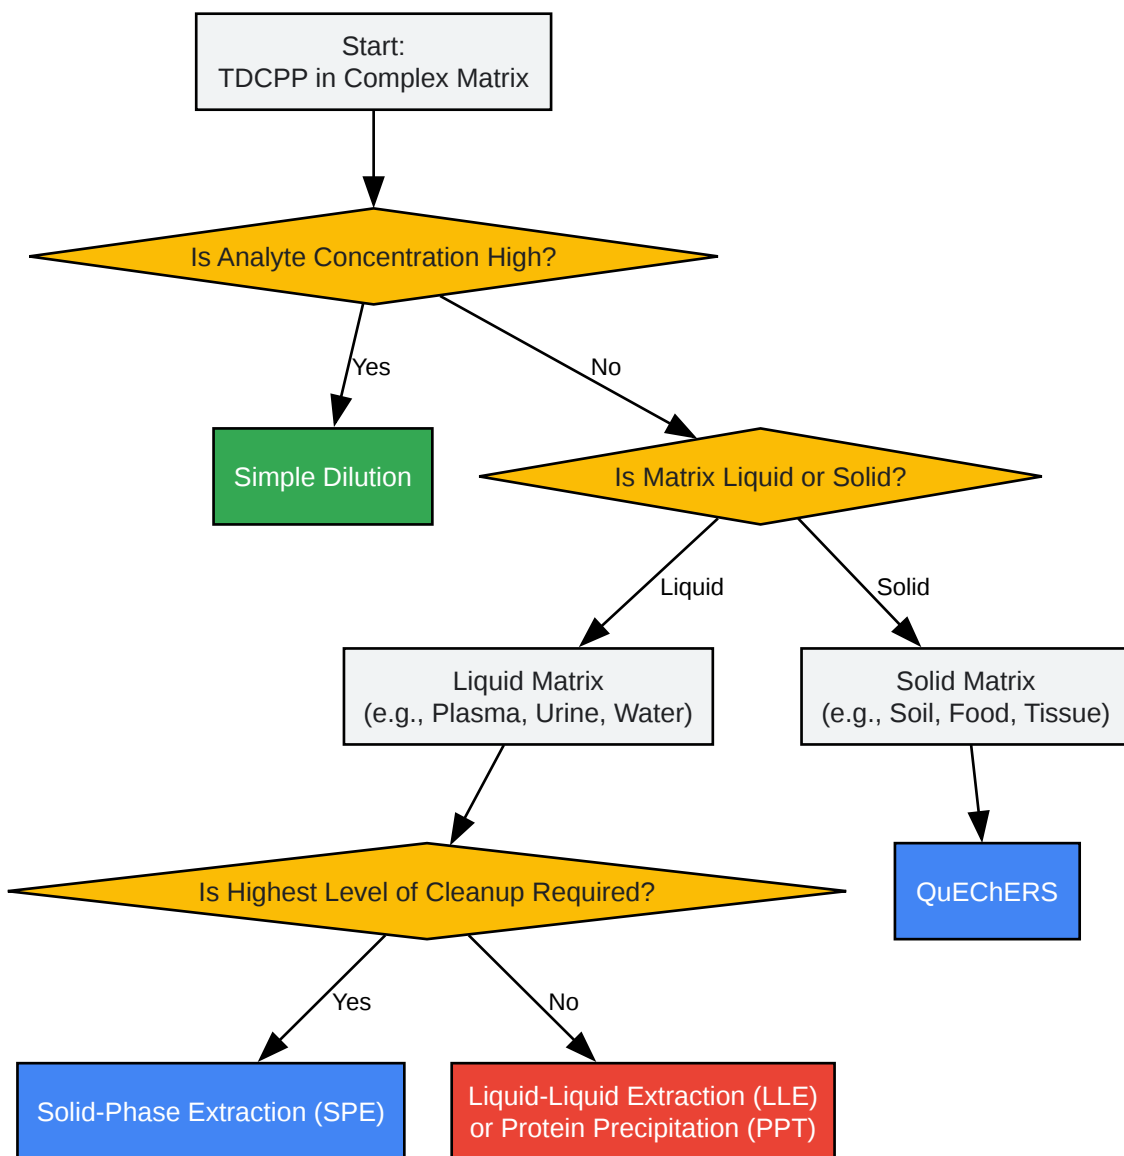 Start:
TDCPP in Complex Matrix
Is Analyte Concentration High?
Yes
No
Simple Dilution
Is Matrix Liquid or Solid?
Liquid
Solid
Liquid Matrix
(e.g., Plasma, Urine, Water)
Solid Matrix
(e.g., Soil, Food, Tissue)
Is Highest Level of Cleanup Required?
QuEChERS
Yes
No
Solid-Phase Extraction (SPE)
Liquid-Liquid Extraction (LLE)
or Protein Precipitation (PPT)